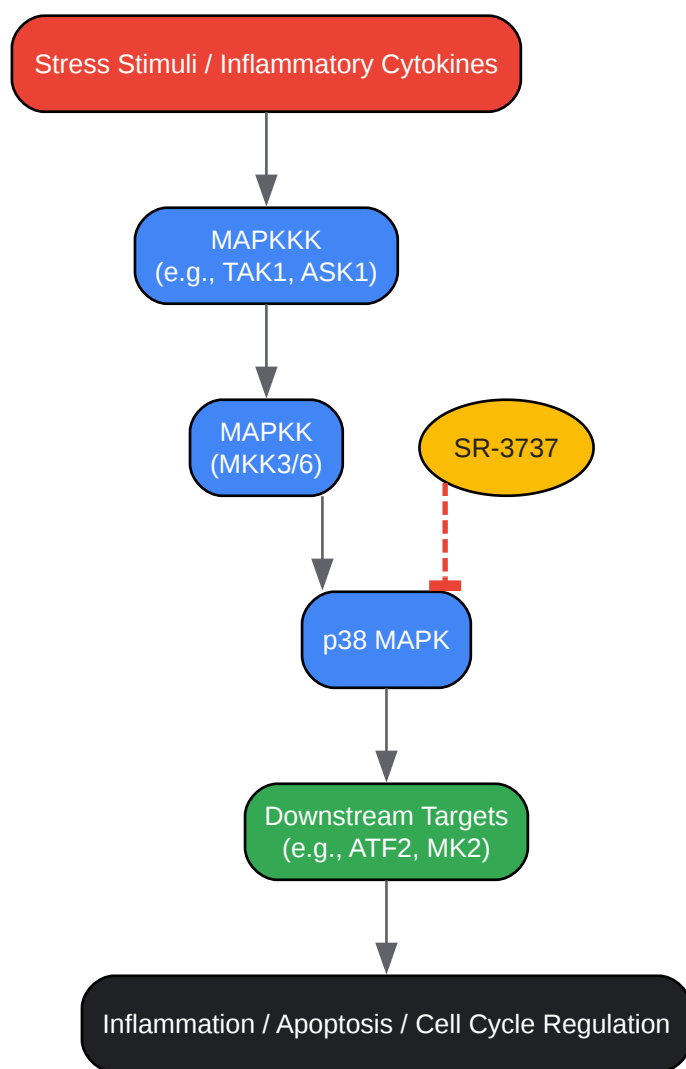 Stress Stimuli / Inflammatory Cytokines
MAPKKK
(e.g., TAK1, ASK1)
MAPKK
(MKK3/6)
SR-3737
p38 MAPK
Downstream Targets
(e.g., ATF2, MK2)
Inflammation / Apoptosis / Cell Cycle Regulation